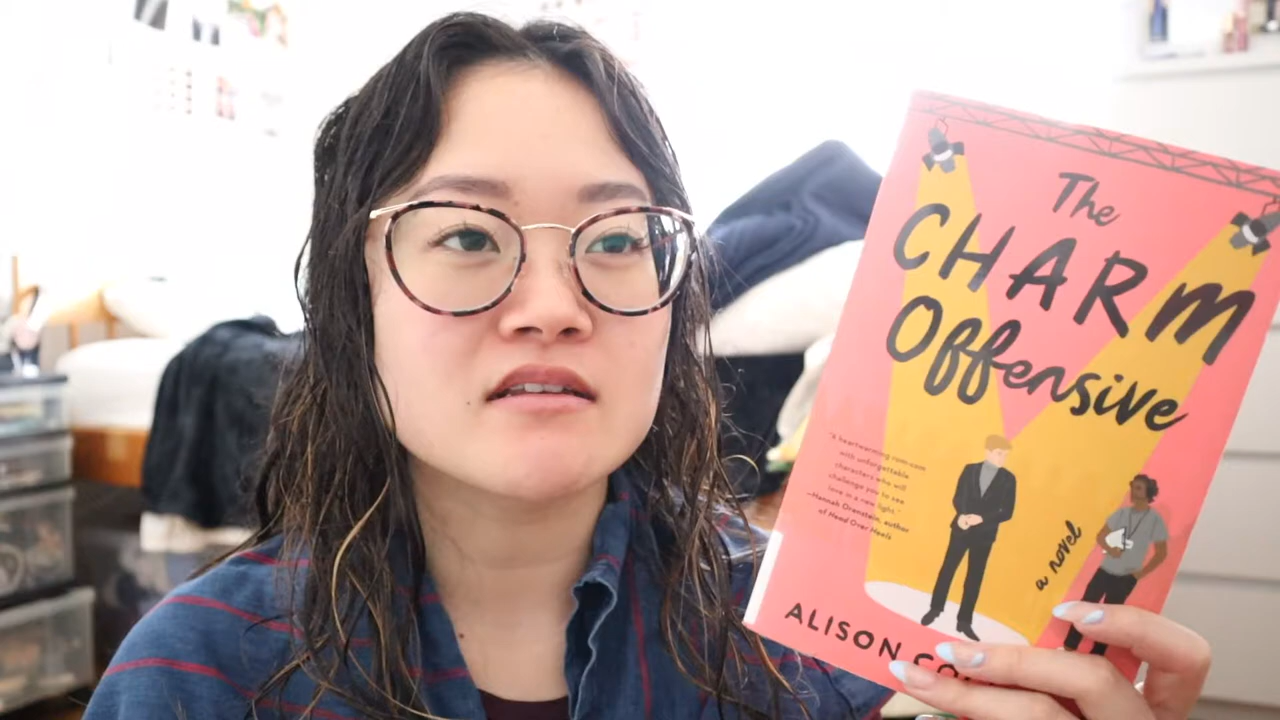 The
CHARM
Offensive
"a heartwarming rom-com
with unforgettable
characters who will
challenge you to see
love in a new light."
—Hannah Orenstein, author
of Head Over Heels
a novel
ALISON CO